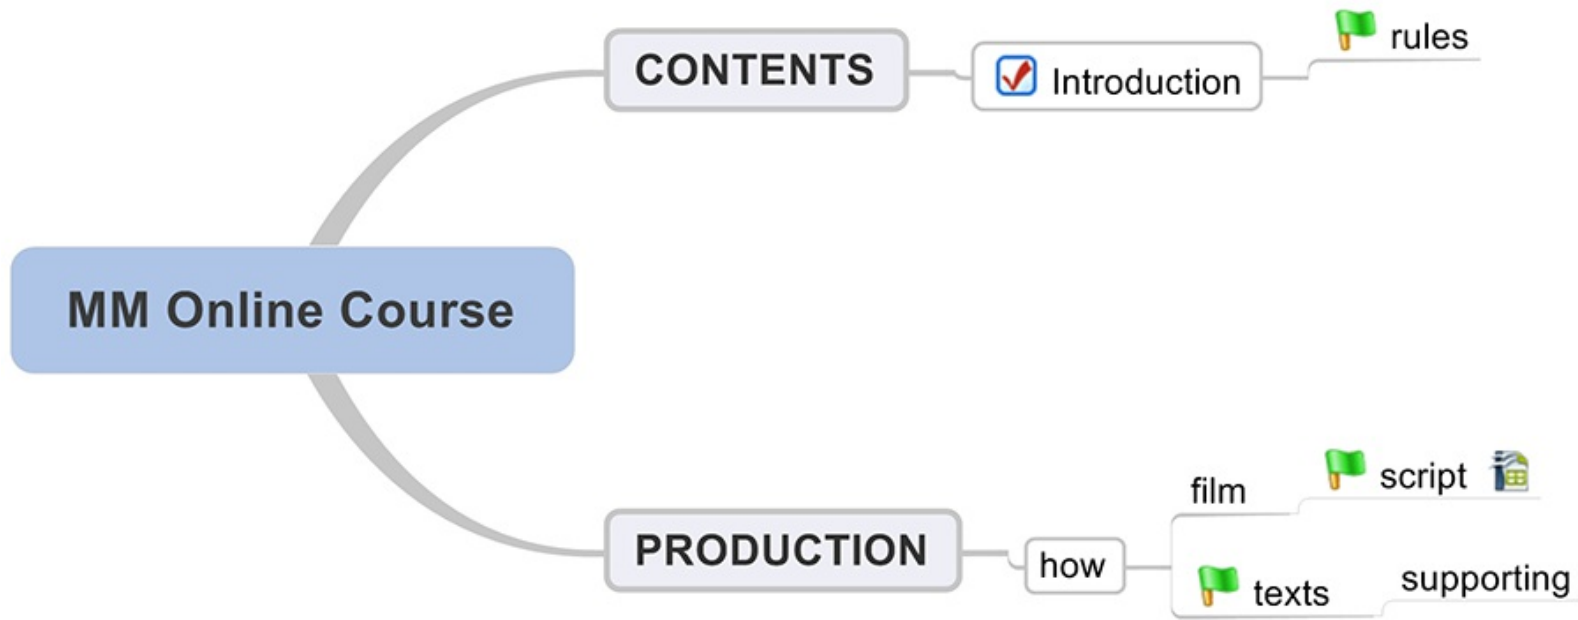 CONTENTS
Introduction
rules
MM Online Course
PRODUCTION
how
film
script
texts
supporting